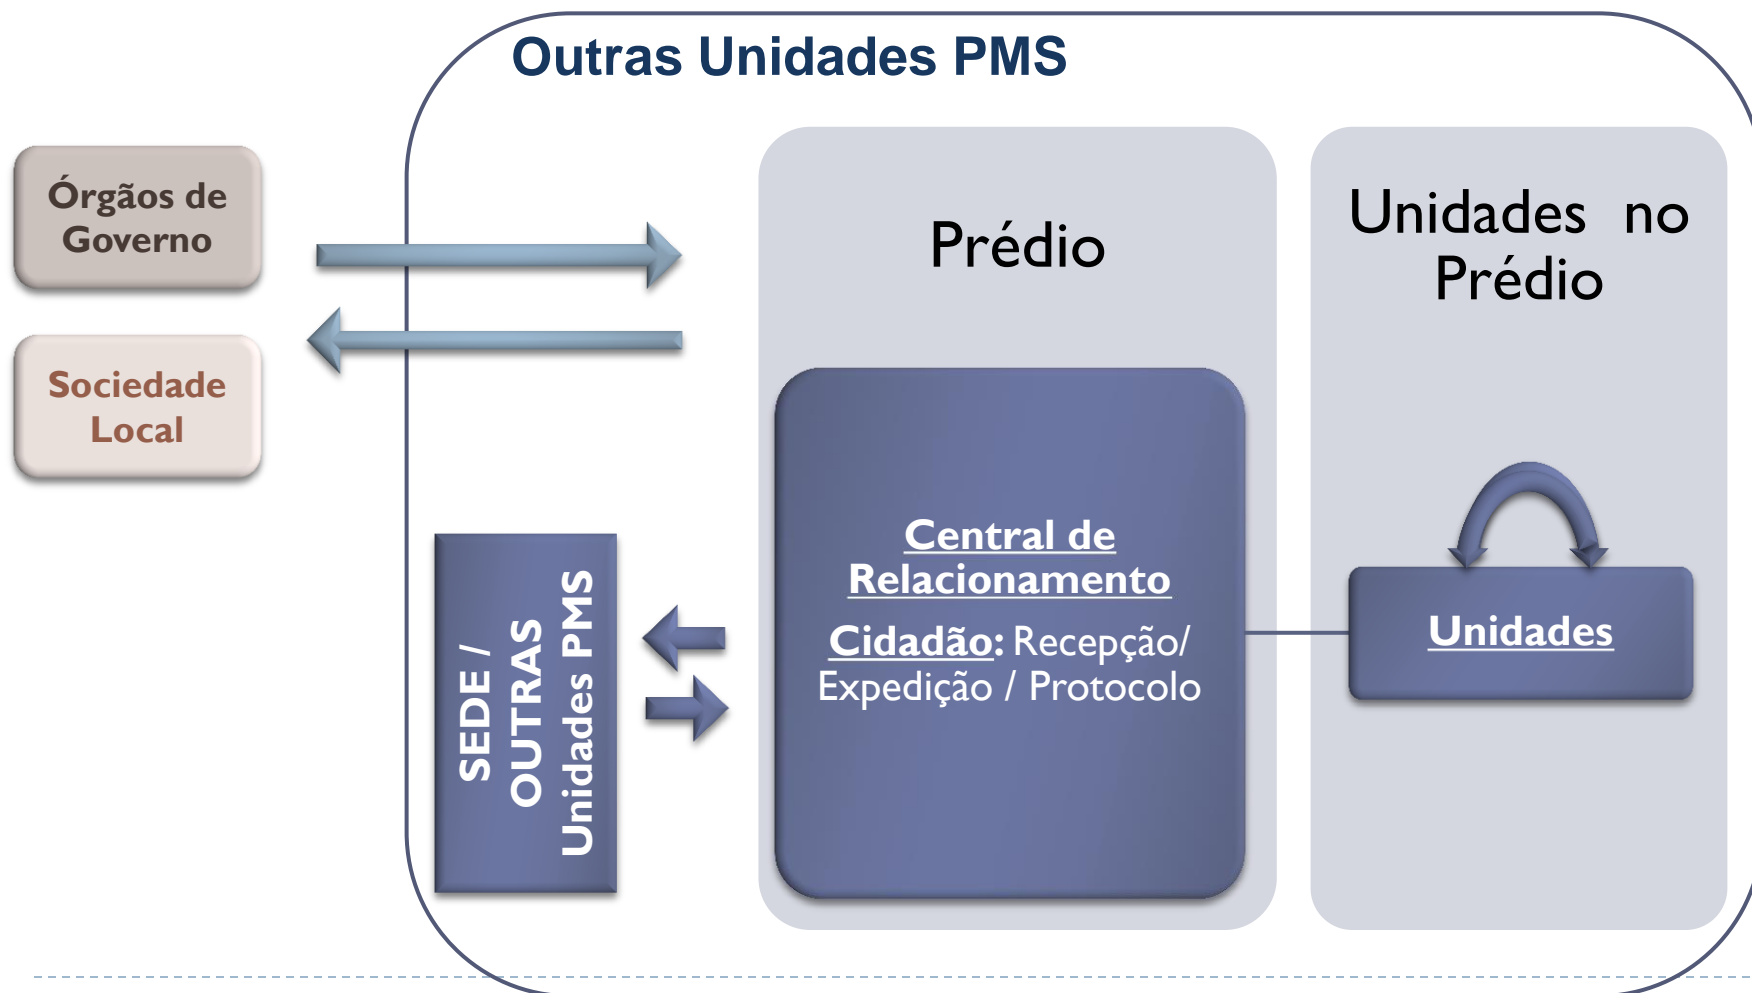 Outras Unidades PMS
Órgãos de
Governo
Sociedade
Local
Prédio
Unidades no
Prédio
SEDE /
OUTRAS
Unidades PMS
Central de
Relacionamento
Cidadão: Recepção/
Expedição / Protocolo
Unidades